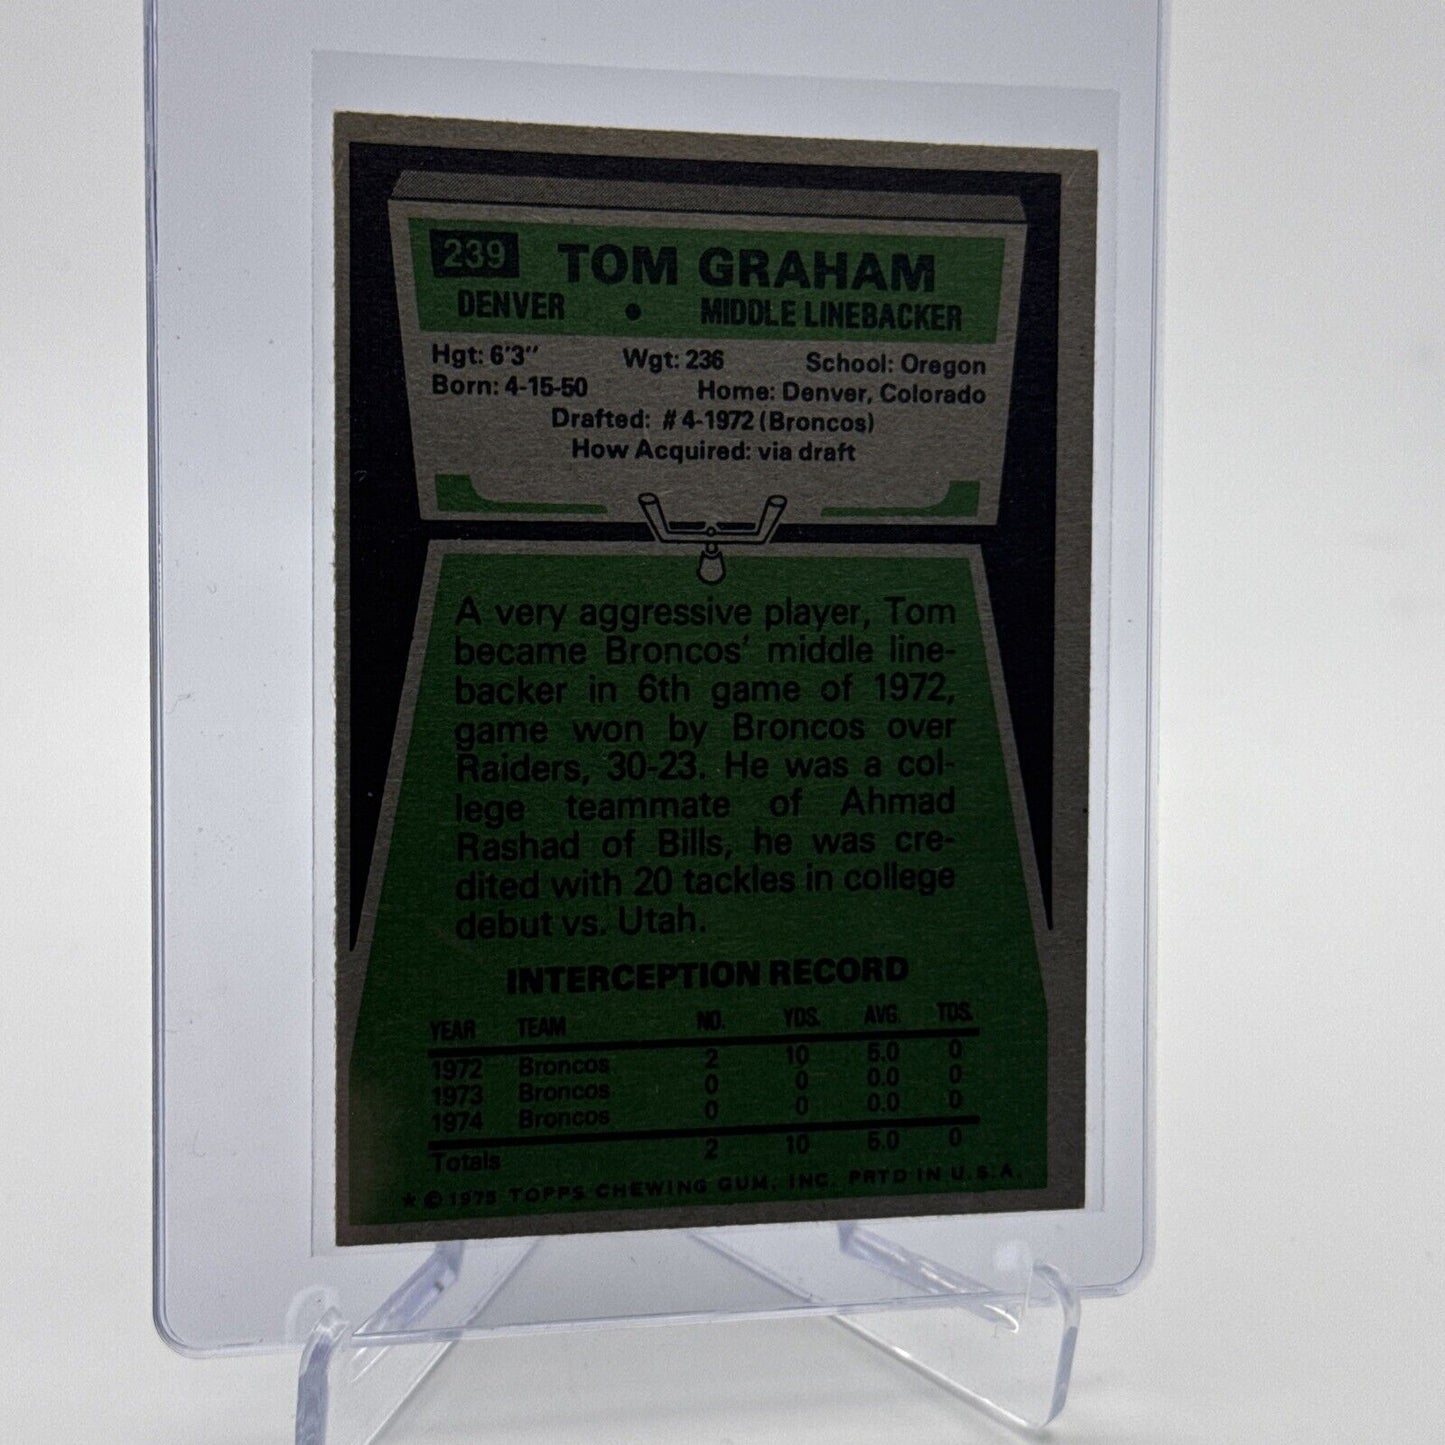 239 TOM GRAHAM
DENVER • MIDDLE LINEBACKER
Hgt: 6'3" Wgt: 236 School: Oregon
Born: 4-15-50 Home: Denver, Colorado
Drafted: #4-1972 (Broncos)
How Acquired: via draft
A very aggressive player, Tom
became Broncos' middle line-
backer in 6th game of 1972,
game won by Broncos over
Raiders, 30-23. He was a col-
lege teammate of Ahmad
Rashad of Bills, he was cre-
dited with 20 tackles in college
debut vs. Utah.
INTERCEPTION RECORD
YEAR TEAM NO. YDS. AVG. TDS.
1972 Broncos 2 10 5.0 0
1973 Broncos 0 0 0.0 0
1974 Broncos 0 0 0.0 0
Totals 2 10 5.0 0
* © 1975 TOPPS CHEWING GUM, INC. PRTD IN U.S.A.